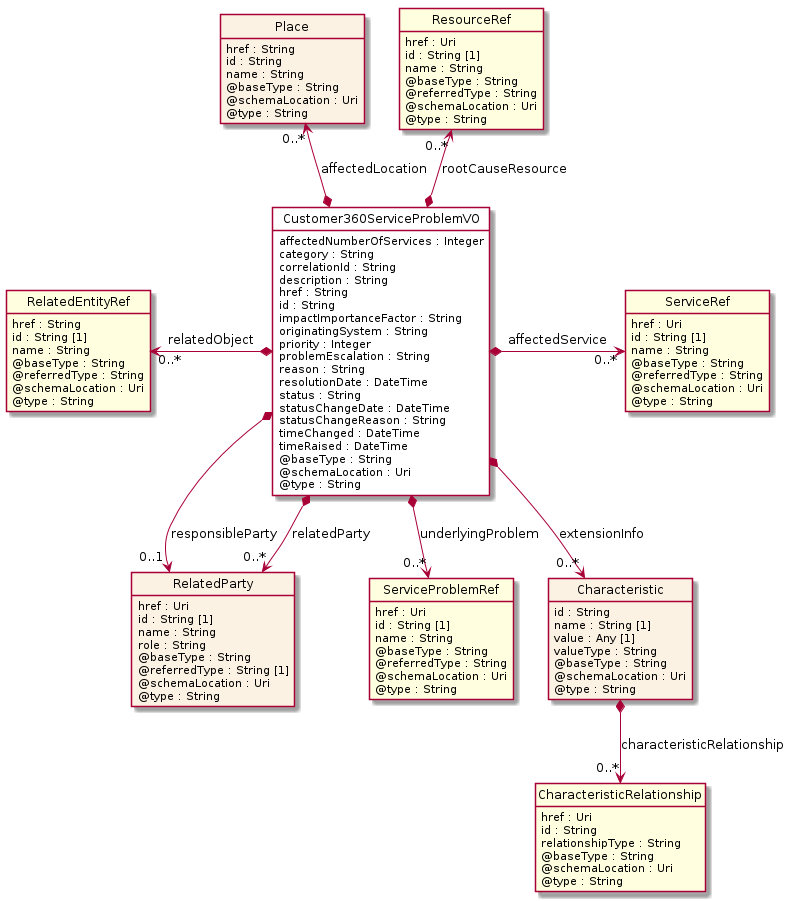 Place
href : String
id : String
name : String
@baseType : String
@schemaLocation : Uri
@type : String
ResourceRef
href : Uri
id : String [1]
name : String
@baseType : String
@referredType : String
@schemaLocation : Uri
@type : String
0..*
0..*
affectedLocation
rootCauseResource
Customer360ServiceProblemVO
affectedNumberOfServices : Integer
category : String
correlationId : String
description : String
href : String
id : String
impactImportanceFactor : String
originatingSystem : String
priority : Integer
problemEscalation : String
reason : String
resolutionDate : DateTime
status : String
statusChangeDate : DateTime
statusChangeReason : String
timeChanged : DateTime
timeRaised : DateTime
@baseType : String
@schemaLocation : Uri
@type : String
RelatedEntityRef
href : String
id : String [1]
name : String
@baseType : String
@referredType : String
@schemaLocation : Uri
@type : String
relatedObject
0..*
affectedService
0..*
ServiceRef
href : Uri
id : String [1]
name : String
@baseType : String
@referredType : String
@schemaLocation : Uri
@type : String
responsibleParty
relatedParty
underlyingProblem
extensionInfo
0..1
0..*
0..*
0..*
RelatedParty
href : Uri
id : String [1]
name : String
role : String
@baseType : String
@referredType : String [1]
@schemaLocation : Uri
@type : String
ServiceProblemRef
href : Uri
id : String [1]
name : String
@baseType : String
@referredType : String
@schemaLocation : Uri
@type : String
Characteristic
id : String
name : String [1]
value : Any [1]
valueType : String
@baseType : String
@schemaLocation : Uri
@type : String
characteristicRelationship
0..*
CharacteristicRelationship
href : Uri
id : String
relationshipType : String
@baseType : String
@schemaLocation : Uri
@type : String